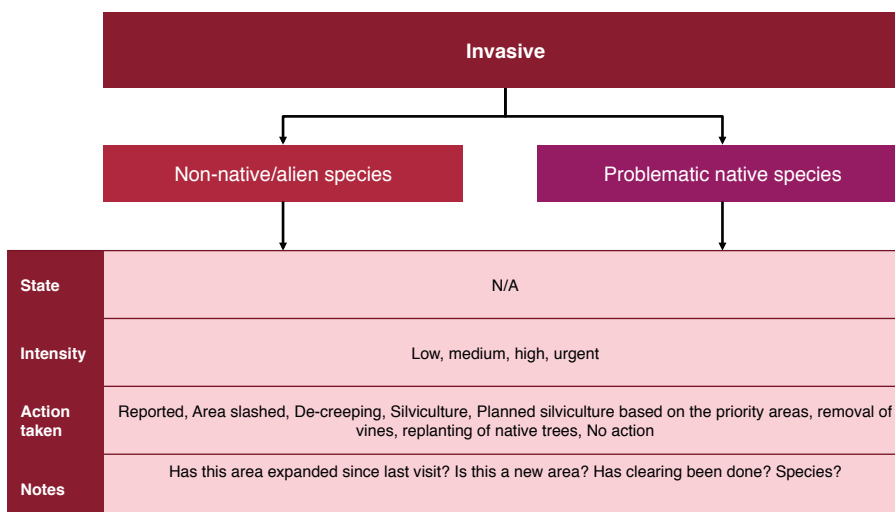 Invasive
Non-native/alien species
Problematic native species
State
N/A
Intensity
Low, medium, high, urgent
Action
taken
Reported, Area slashed, De-creeping, Silviculture, Planned silviculture based on the priority areas, removal of
vines, replanting of native trees, No action
Notes
Has this area expanded since last visit? Is this a new area? Has clearing been done? Species?